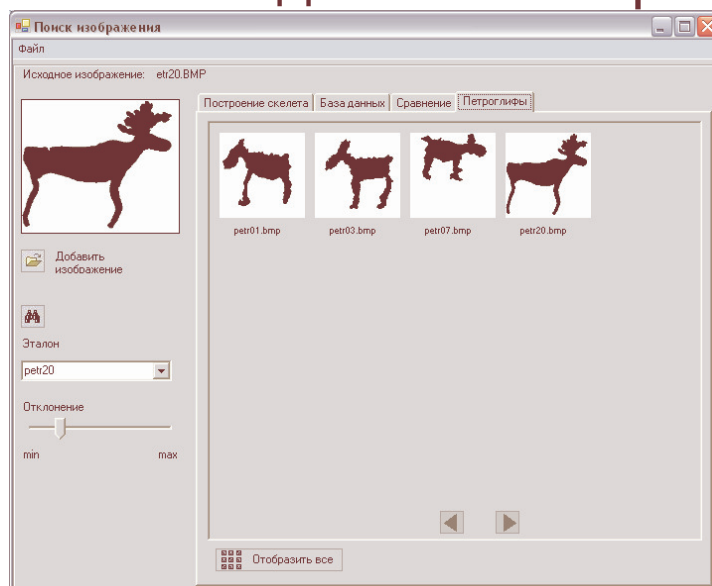 Поиск изображения
Файл
Исходное изображение: etr20.BMP
Построение скелета База данных Сравнение Петроглифы
petr01.bmp petr03.bmp petr07.bmp petr20.bmp
Добавить
изображение
Эталон
petr20
Отклонение
min max
Отобразить все